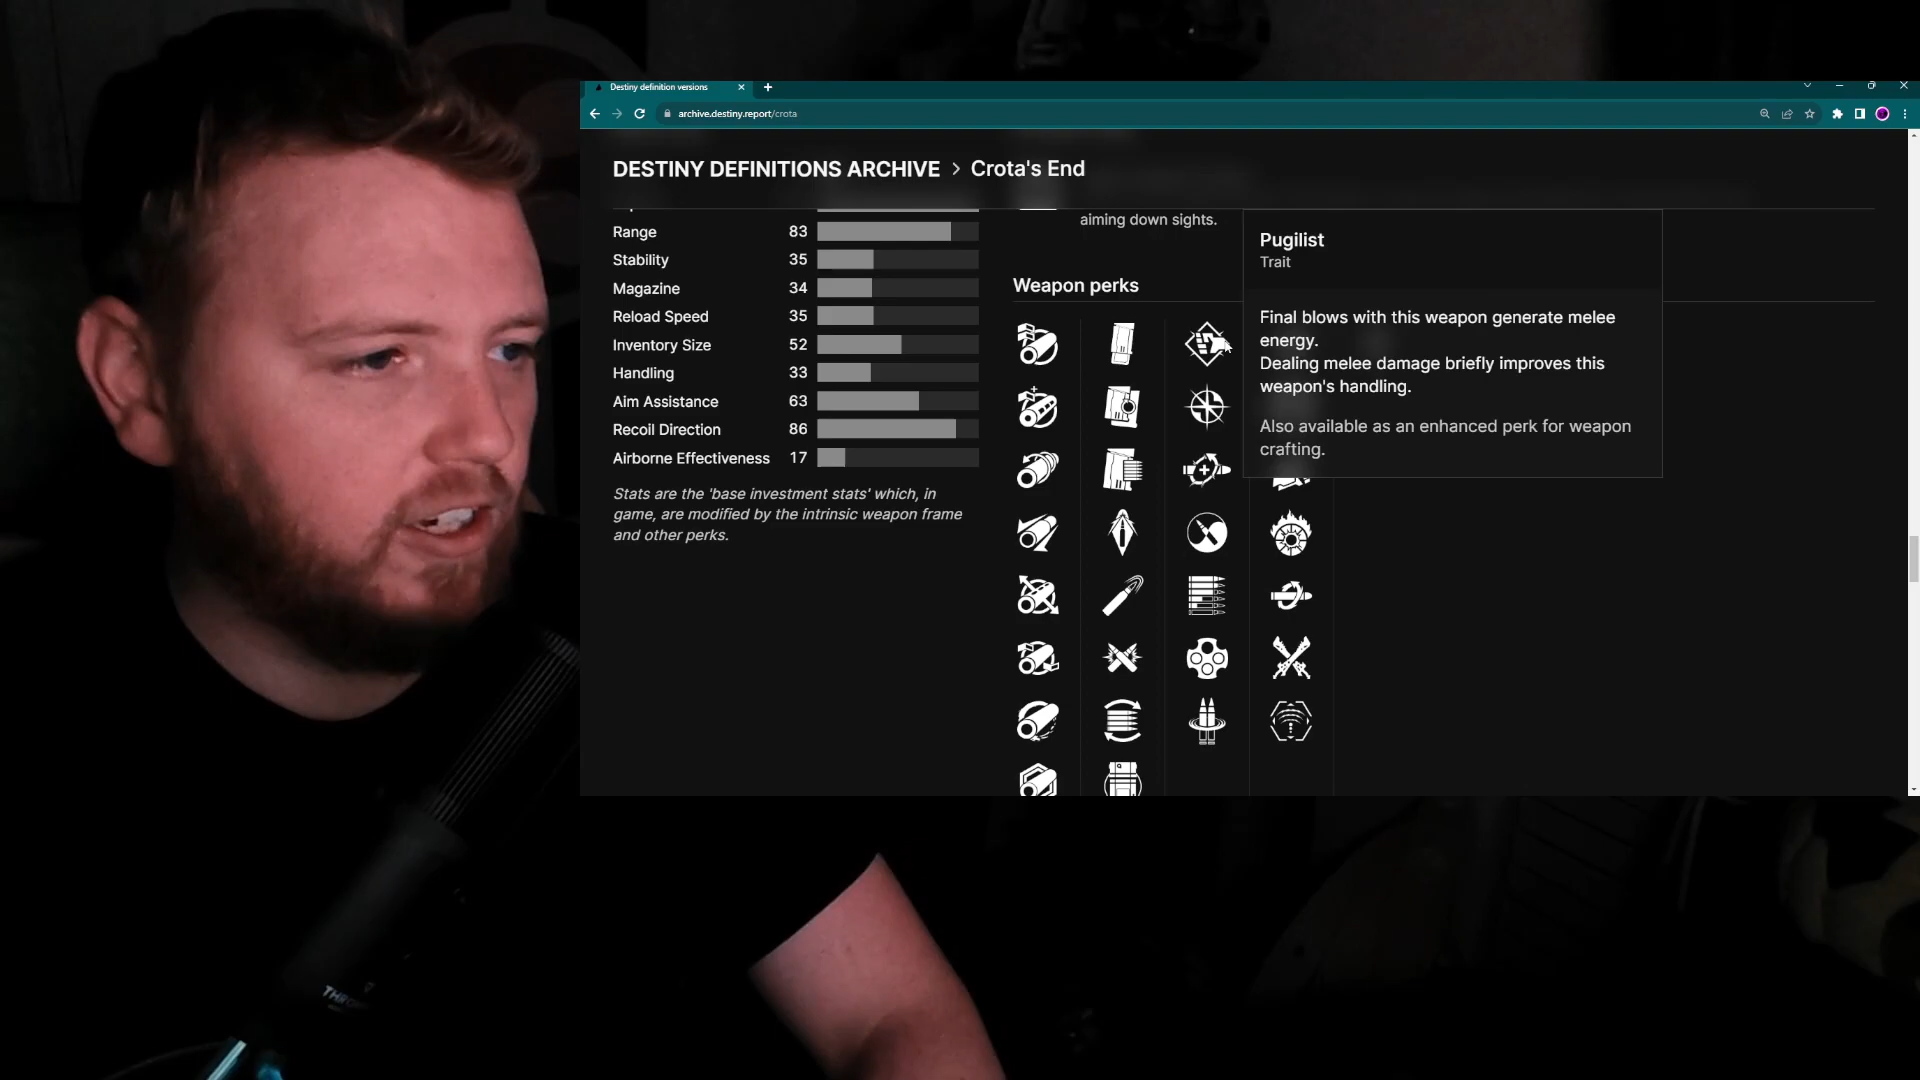 Destiny definition versions
archive.destiny.report/crota
DESTINY DEFINITIONS ARCHIVE > Crota's End
aiming down sights.
Range 83
Stability 35
Magazine 34
Reload Speed 35
Inventory Size 52
Handling 33
Aim Assistance 63
Recoil Direction 86
Airborne Effectiveness 17
Stats are the 'base investment stats' which, in
game, are modified by the intrinsic weapon frame
and other perks.
Weapon perks
Pugilist
Trait
Final blows with this weapon generate melee
energy.
Dealing melee damage briefly improves this
weapon's handling.
Also available as an enhanced perk for weapon
crafting.